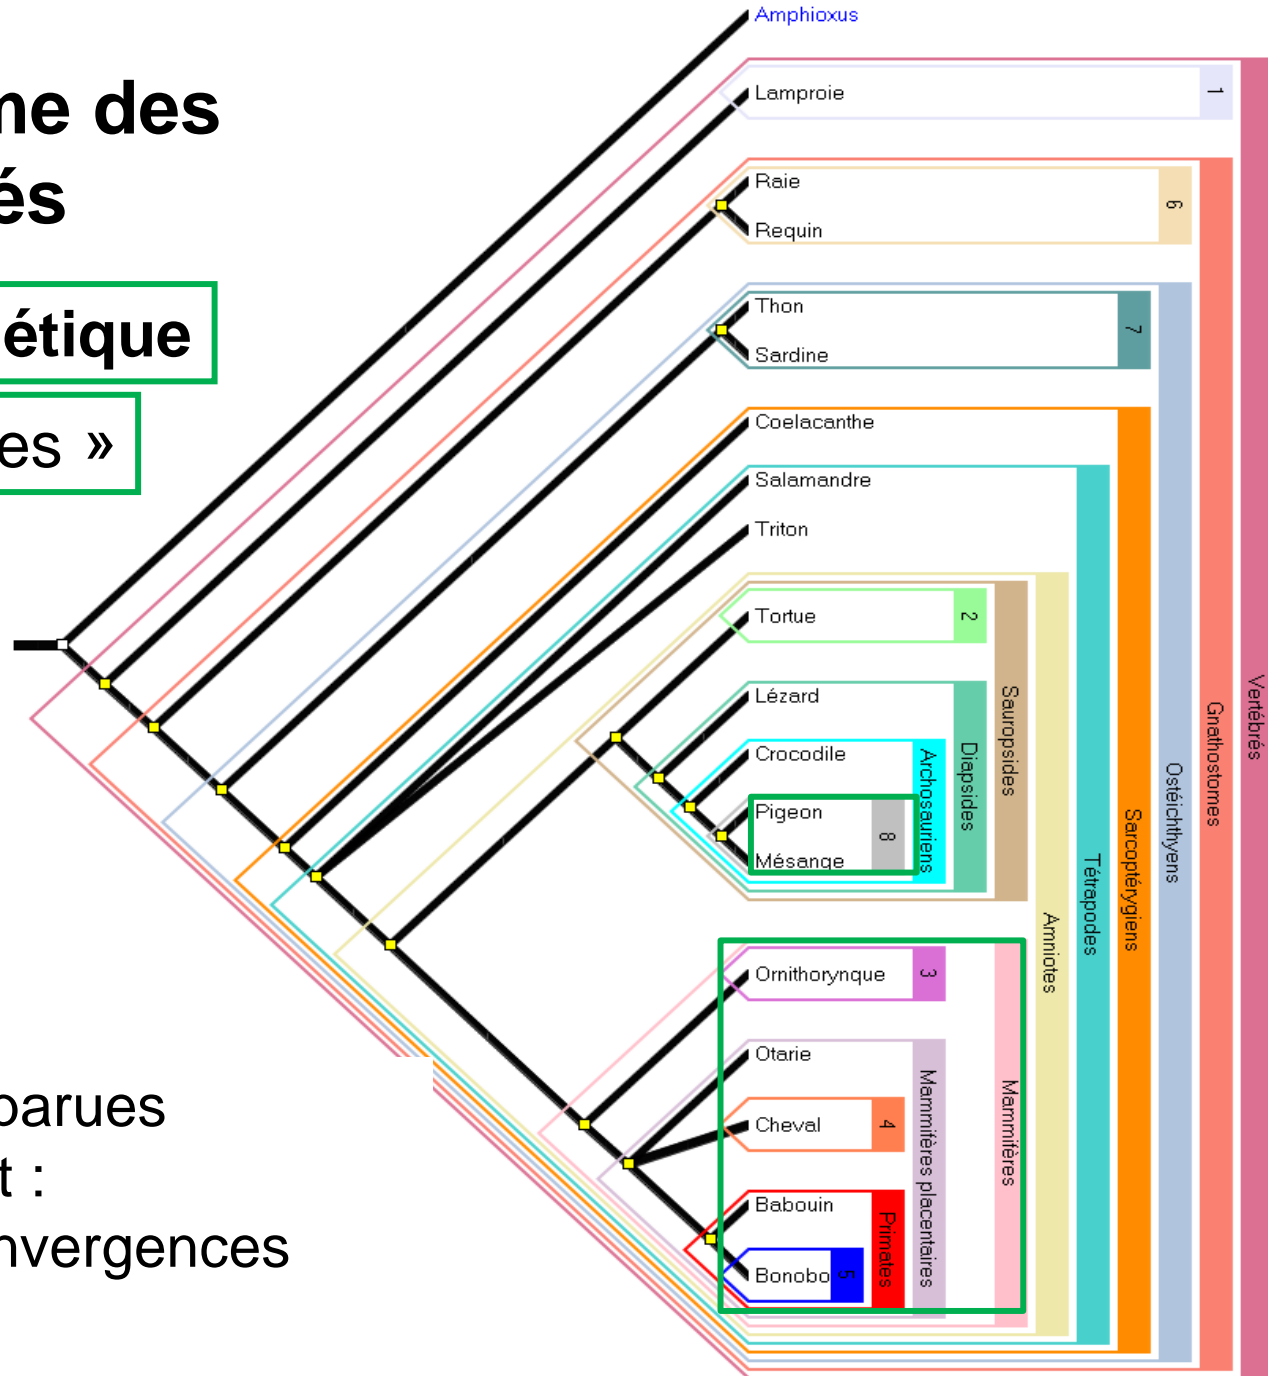 me des
és
étique
es »
parues
t :
nvergences
Amphioxus
Lamproie
1
Raie
Requin
6
Thon
Sardine
7
Coelacanthe
Salamandre
Triton
Tortue
2
Lézard
Crocodile
Pigeon
Mésange
8
Archosauriens
Diapsides
Sauropsides
Ornithorynque
3
Otarie
Cheval
4
Babouin
Bonobo
5
Primates
Mammifères placentaires
Mammifères
Amniotes
Tétrapodes
Sarcoptérygiens
Ostéichthyens
Gnathostomes
Vertébrés